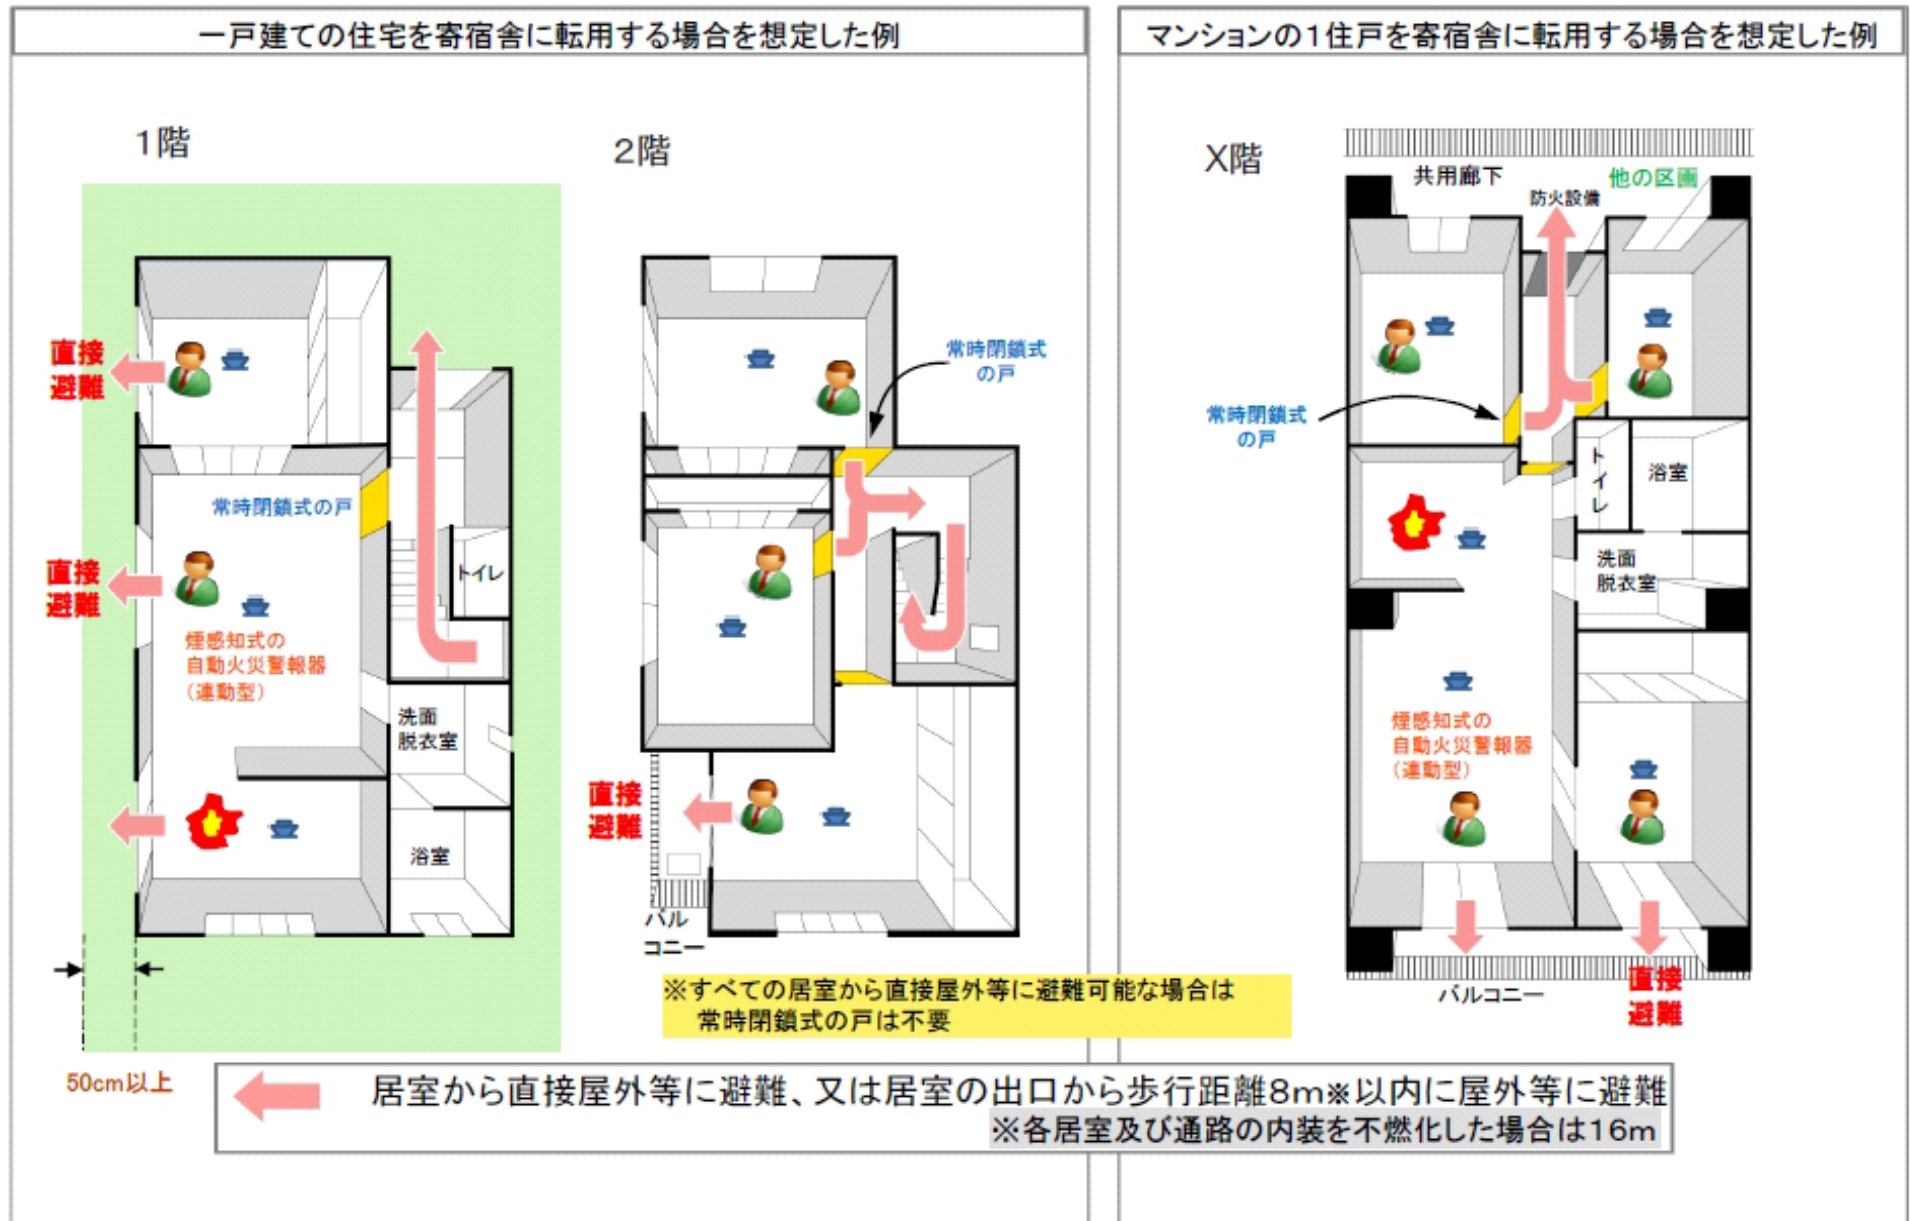 一戸建ての住宅を寄宿舎に転用する場合を想定した例
1階
2階
直接
避難
常時閉鎖式
の戸
常時閉鎖式の戸
直接
避難
トイレ
煙感知式の
自動火災警報器
(連動型)
洗面
脱衣室
浴室
直接
避難
バル
コニー
50cm以上
マンションの1住戸を寄宿舎に転用する場合を想定した例
X階
共用廊下
他の区画
防火設備
常時閉鎖式
の戸
トイレ
浴室
洗面
脱衣室
煙感知式の
自動火災警報器
(連動型)
バルコニー
直接
避難
※すべての居室から直接屋外等に避難可能な場合は
常時閉鎖式の戸は不要
居室から直接屋外等に避難、又は居室の出口から歩行距離8m※以内に屋外等に避難
※各居室及び通路の内装を不燃化した場合は16m